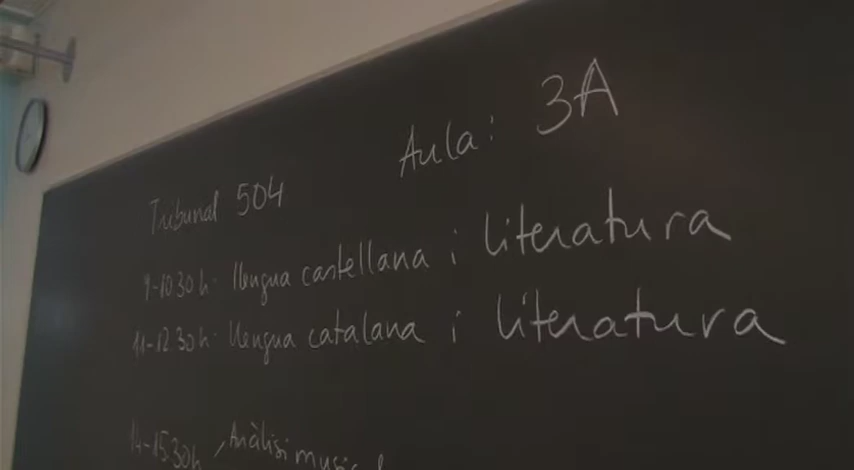 Aula: 3A
Tribunal 504
9-10 30 h. llengua castellana i literatura
11-12 30 h. llengua catalana i literatura
14-15 30 h Anàlisi musical